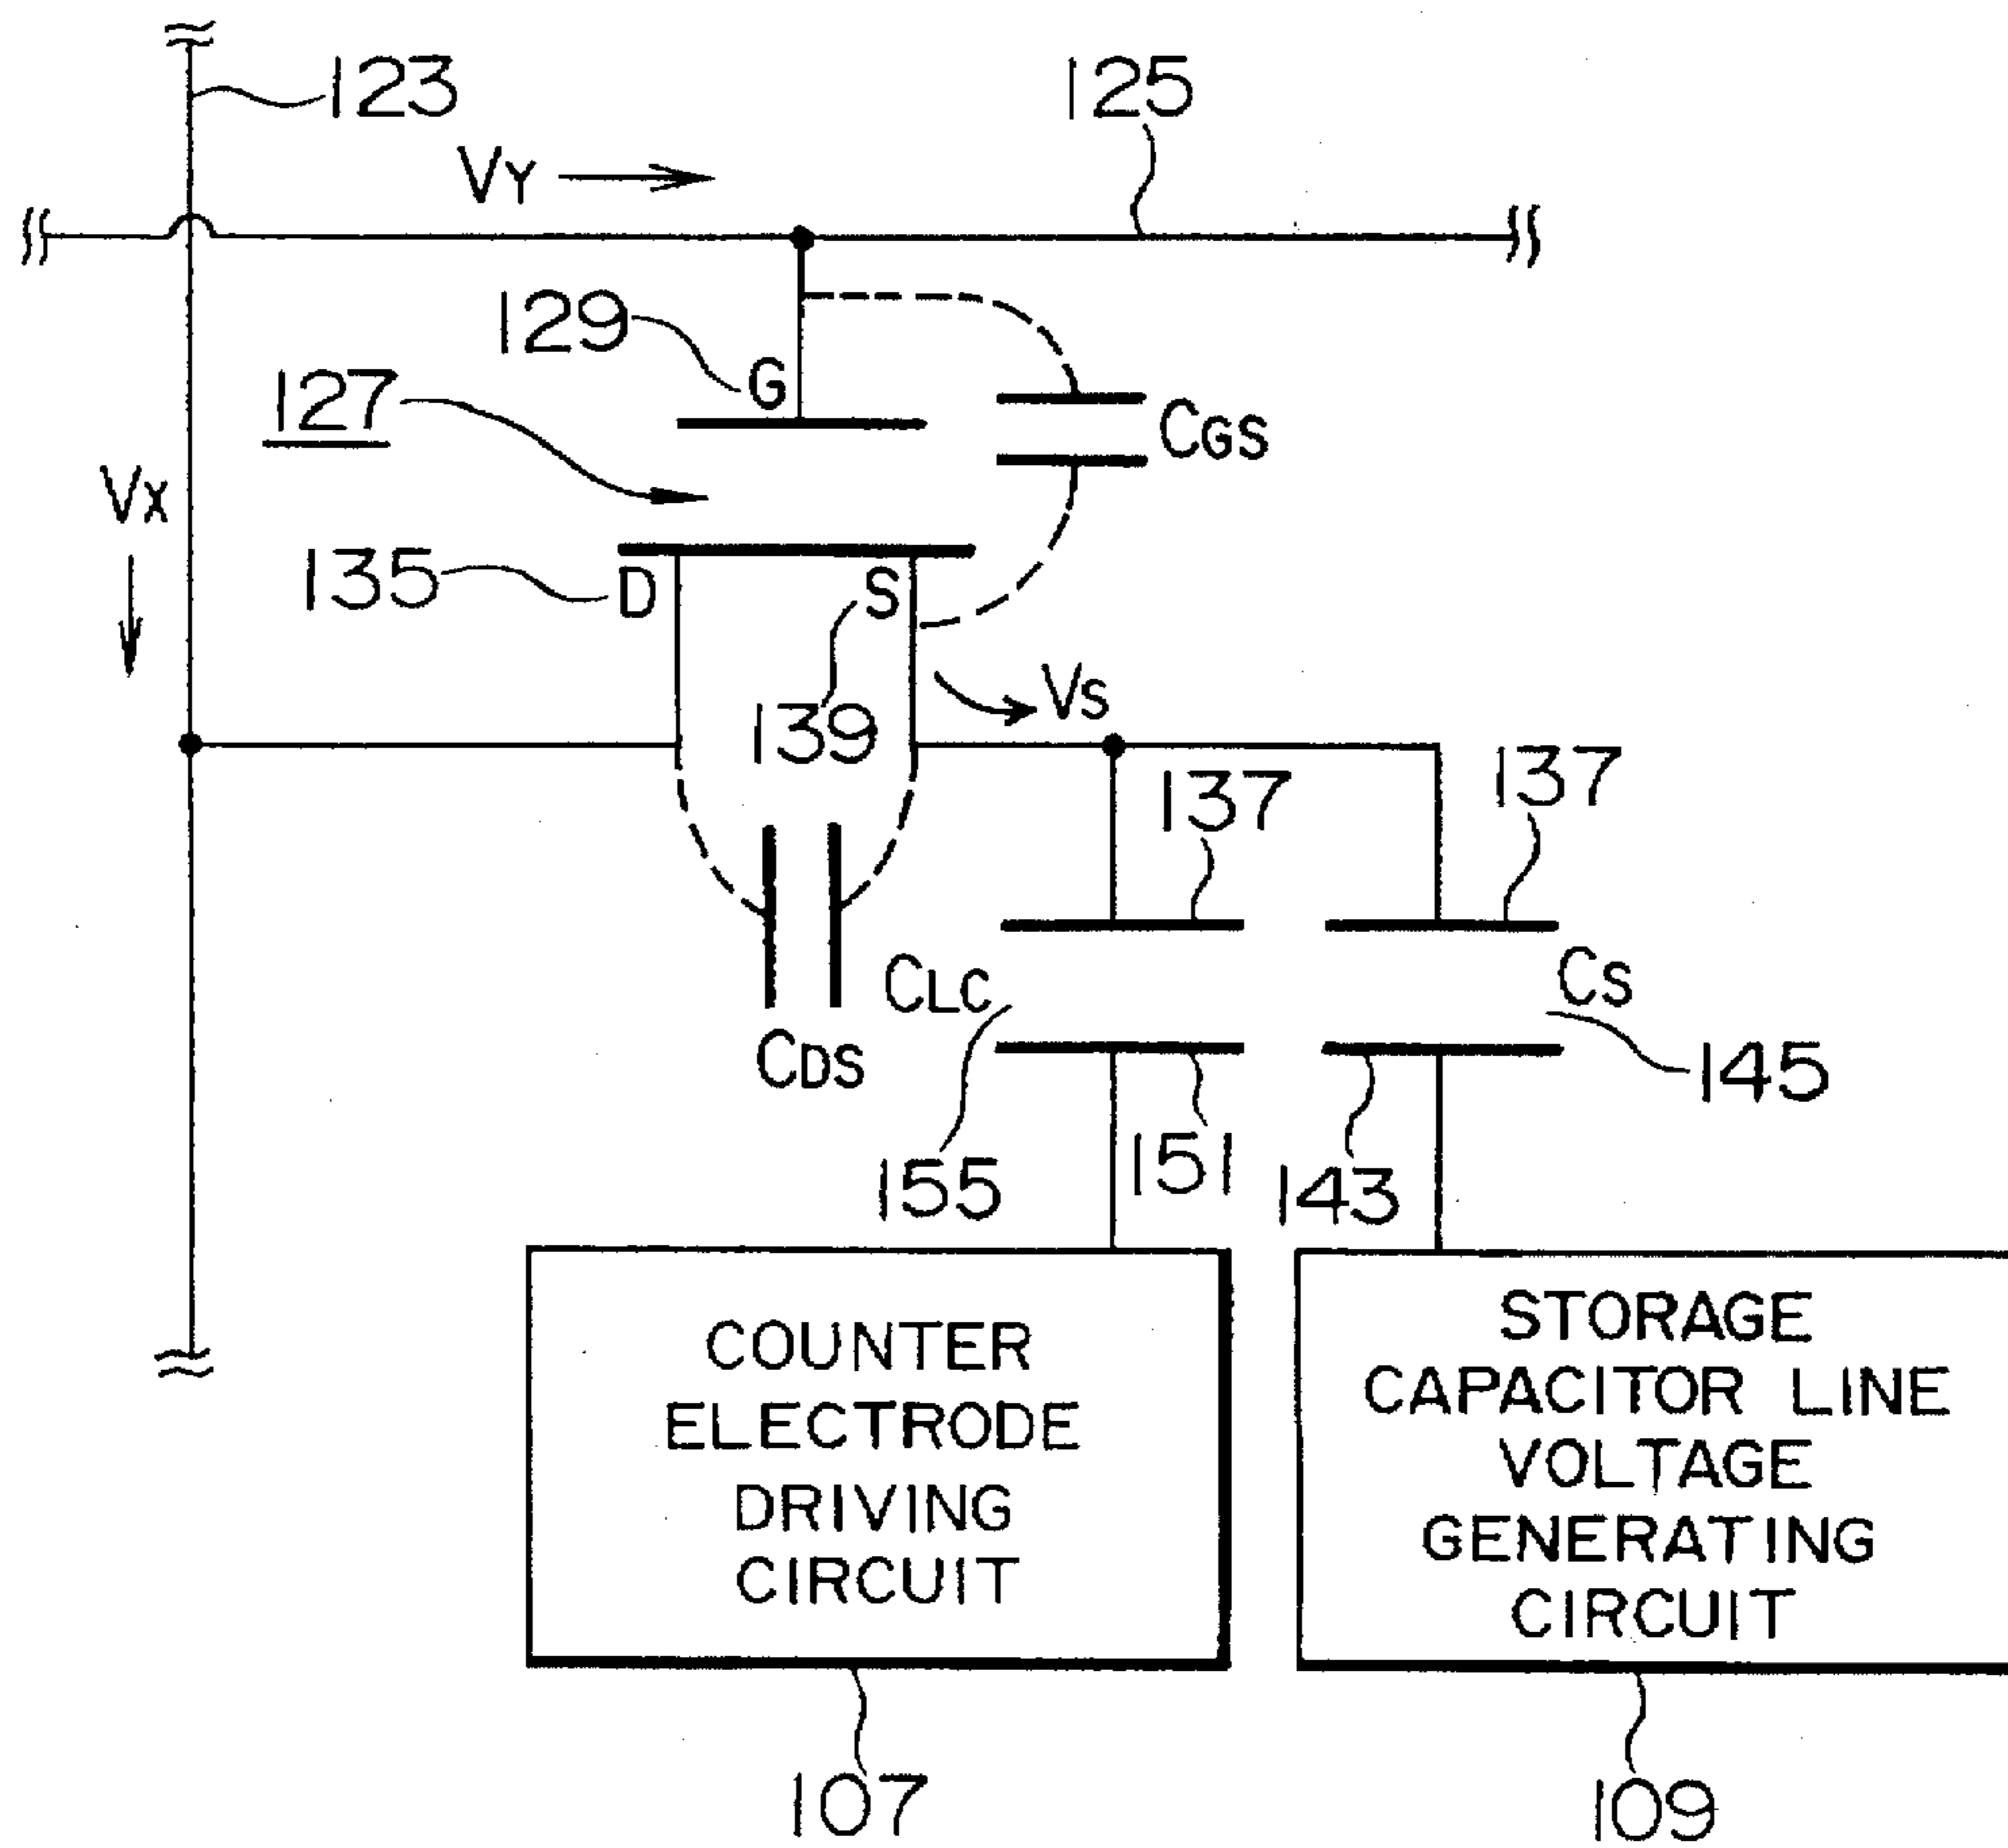 123
125
VY
129
G
127
CGS
VX
135
D
S
VS
139
137
137
CLC
CS
CDS
145
155
151
143
COUNTER
ELECTRODE
DRIVING
CIRCUIT
STORAGE
CAPACITOR LINE
VOLTAGE
GENERATING
CIRCUIT
107
109